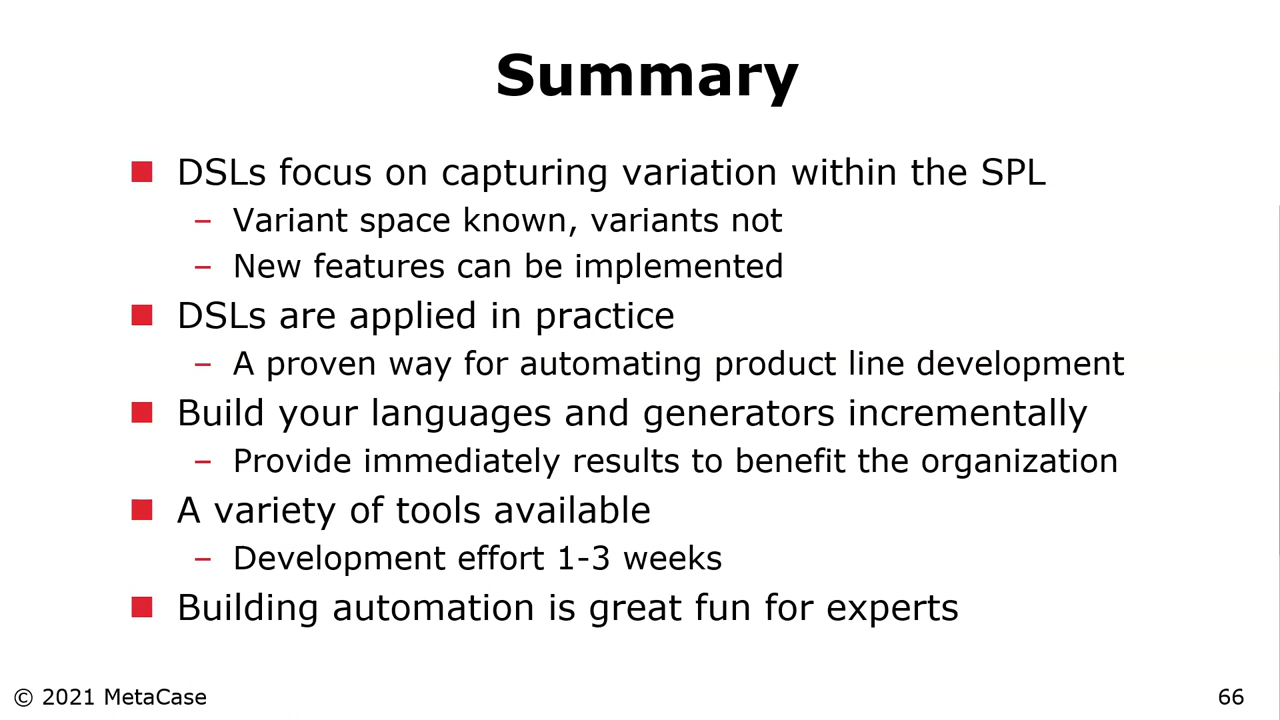 Summary
DSLs focus on capturing variation within the SPL
– Variant space known, variants not
– New features can be implemented
DSLs are applied in practice
– A proven way for automating product line development
Build your languages and generators incrementally
– Provide immediately results to benefit the organization
A variety of tools available
– Development effort 1-3 weeks
Building automation is great fun for experts
© 2021 MetaCase
66